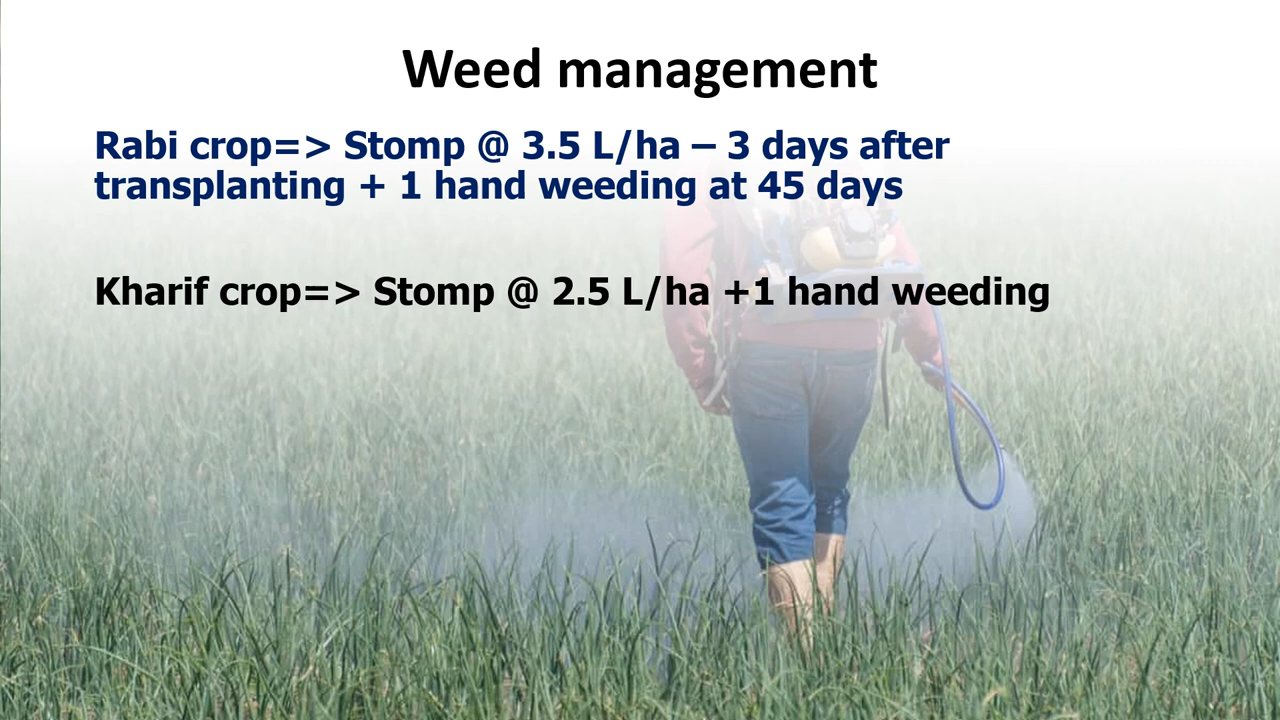 Weed management
Rabi crop=> Stomp @ 3.5 L/ha – 3 days after
transplanting + 1 hand weeding at 45 days
Kharif crop=> Stomp @ 2.5 L/ha +1 hand weeding